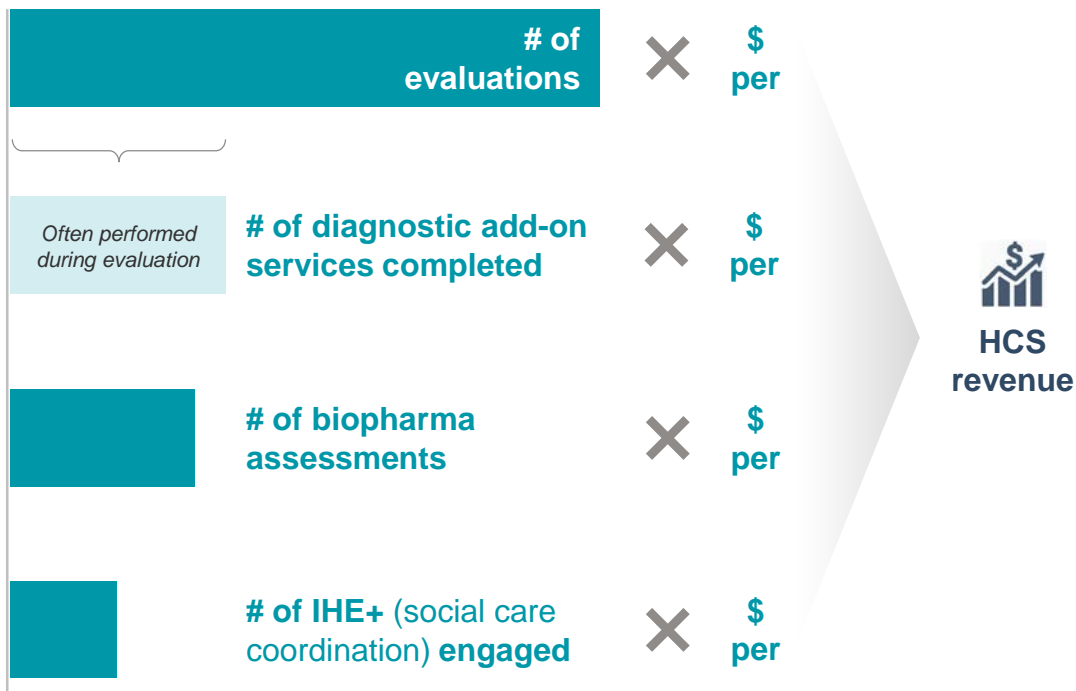 # of
evaluations
$
per
Often performed
during evaluation
# of diagnostic add-on
services completed
$
per
$
HCS
revenue
# of biopharma
assessments
$
per
# of IHE+ (social care
coordination) engaged
$
per